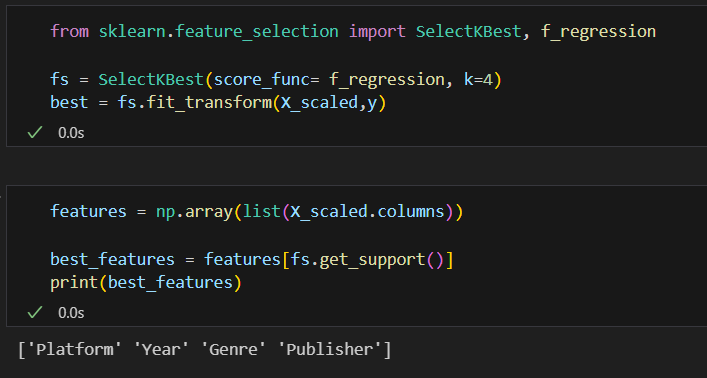 from sklearn.feature_selection import SelectKBest, f_regression
fs = SelectKBest(score_func= f_regression, k=4)
best = fs.fit_transform(X_scaled,y)
0.0s
features = np.array(list(X_scaled.columns))
best_features = features[fs.get_support()]
print(best_features)
0.0s
['Platform' 'Year' 'Genre' 'Publisher']